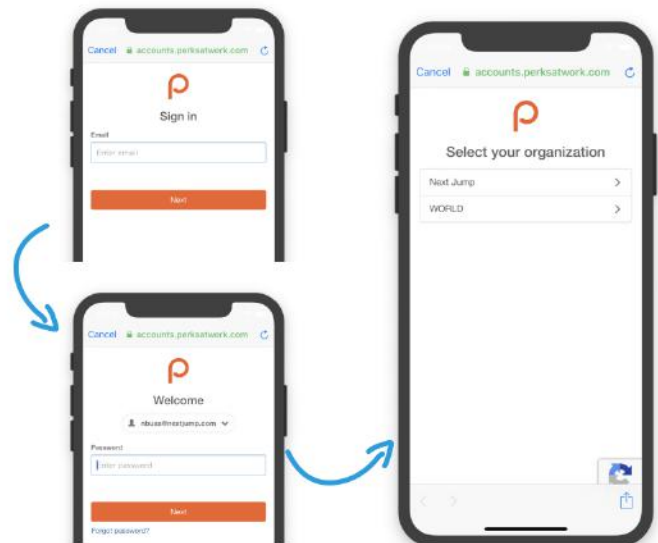 Cancel accounts.perksatwork.com
Sign in
Email
Enter email
Next
Cancel accounts.perksatwork.com
Welcome
Password
Enter password
Next
Forgot password?
Cancel accounts.perksatwork.com
Select your organization
Next Jump
WORLD